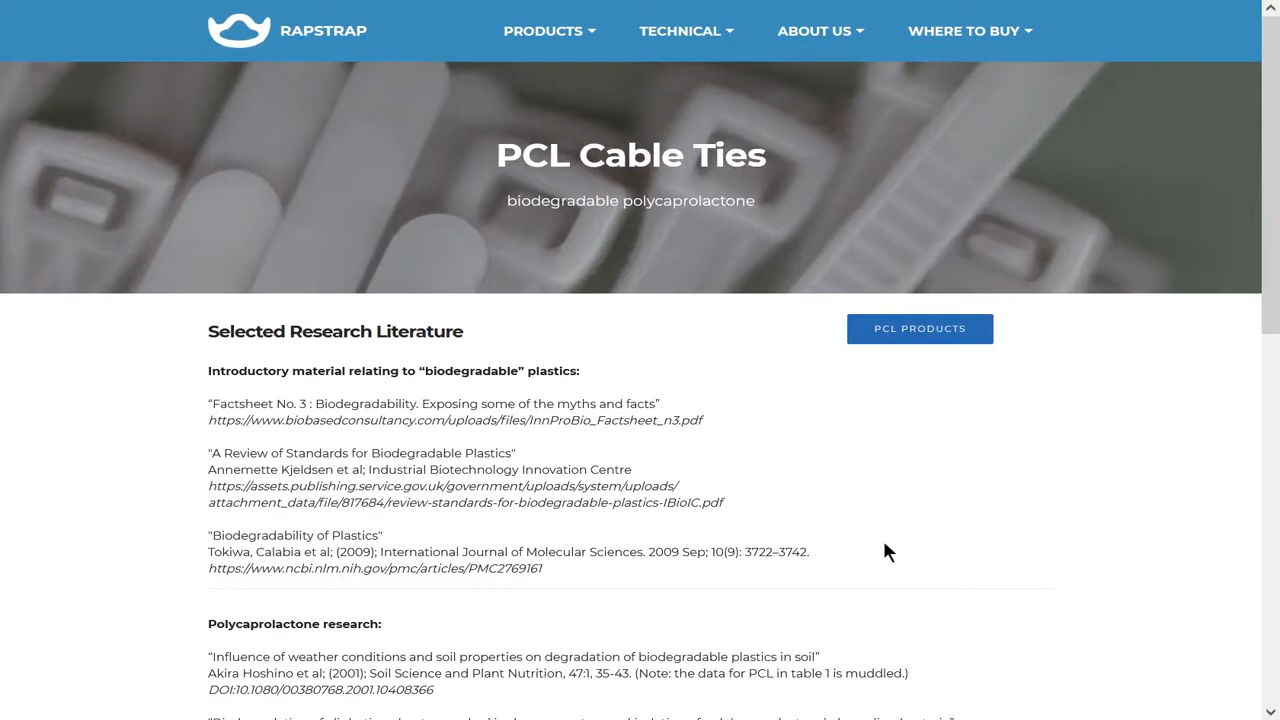 RAPSTRAP
PRODUCTS
TECHNICAL
ABOUT US
WHERE TO BUY
PCL Cable Ties
biodegradable polycaprolactone
Selected Research Literature
PCL PRODUCTS
Introductory material relating to “biodegradable” plastics:
“Factsheet No. 3 : Biodegradability. Exposing some of the myths and facts”
https://www.biobasedconsultancy.com/uploads/files/InnProBio_Factsheet_n3.pdf
"A Review of Standards for Biodegradable Plastics"
Annemette Kjeldsen et al; Industrial Biotechnology Innovation Centre
https://assets.publishing.service.gov.uk/government/uploads/system/uploads/
attachment_data/file/817684/review-standards-for-biodegradable-plastics-IBioIC.pdf
"Biodegradability of Plastics"
Tokiwa, Calabia et al; (2009); International Journal of Molecular Sciences. 2009 Sep; 10(9): 3722–3742.
https://www.ncbi.nlm.nih.gov/pmc/articles/PMC2769161
Polycaprolactone research:
“Influence of weather conditions and soil properties on degradation of biodegradable plastics in soil”
Akira Hoshino et al; (2001); Soil Science and Plant Nutrition, 47:1, 35-43. (Note: the data for PCL in table 1 is muddled.)
DOI:10.1080/00380768.2001.10408366